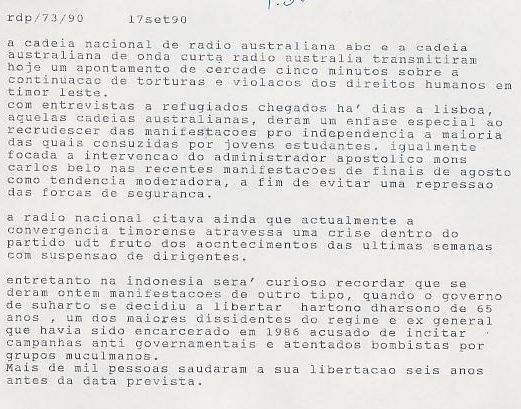 rdp/73/90 17set90
a cadeia nacional de radio australiana abc e a cadeia
australiana de onda curta radio australia transmitiram
hoje um apontamento de cercade cinco minutos sobre a
continuacao de torturas e violacos dos direitos humanos em
timor leste.
com entrevistas a refugiados chegados ha' dias a lisboa,
aquelas cadeias australianas, deram um enfase especial ao
recrudescer das manifestacoes pro independencia a maioria
das quais consuzidas por jovens estudantes. igualmente
focada a intervencao do administrador apostolico mons
carlos belo nas recentes manifestacoes de finais de agosto
como tendencia moderadora, a fim de evitar uma repressao
das forcas de seguranca.
a radio nacional citava ainda que actualmente a
convergencia timorense atravessa uma crise dentro do
partido udt fruto dos aocntecimentos das ultimas semanas
com suspensao de dirigentes.
entretanto na indonesia sera' curioso recordar que se
deram ontem manifestacoes de outro tipo, quando o governo
de suharto se decidiu a libertar hartono dharsono de 65
anos , um dos maiores dissidentes do regime e ex general
que havia sido encarcerado em 1986 acusado de incitar
campanhas anti governamentais e atentados bombistas por
grupos muculmanos.
Mais de mil pessoas saudaram a sua libertacao seis anos
antes da data prevista.